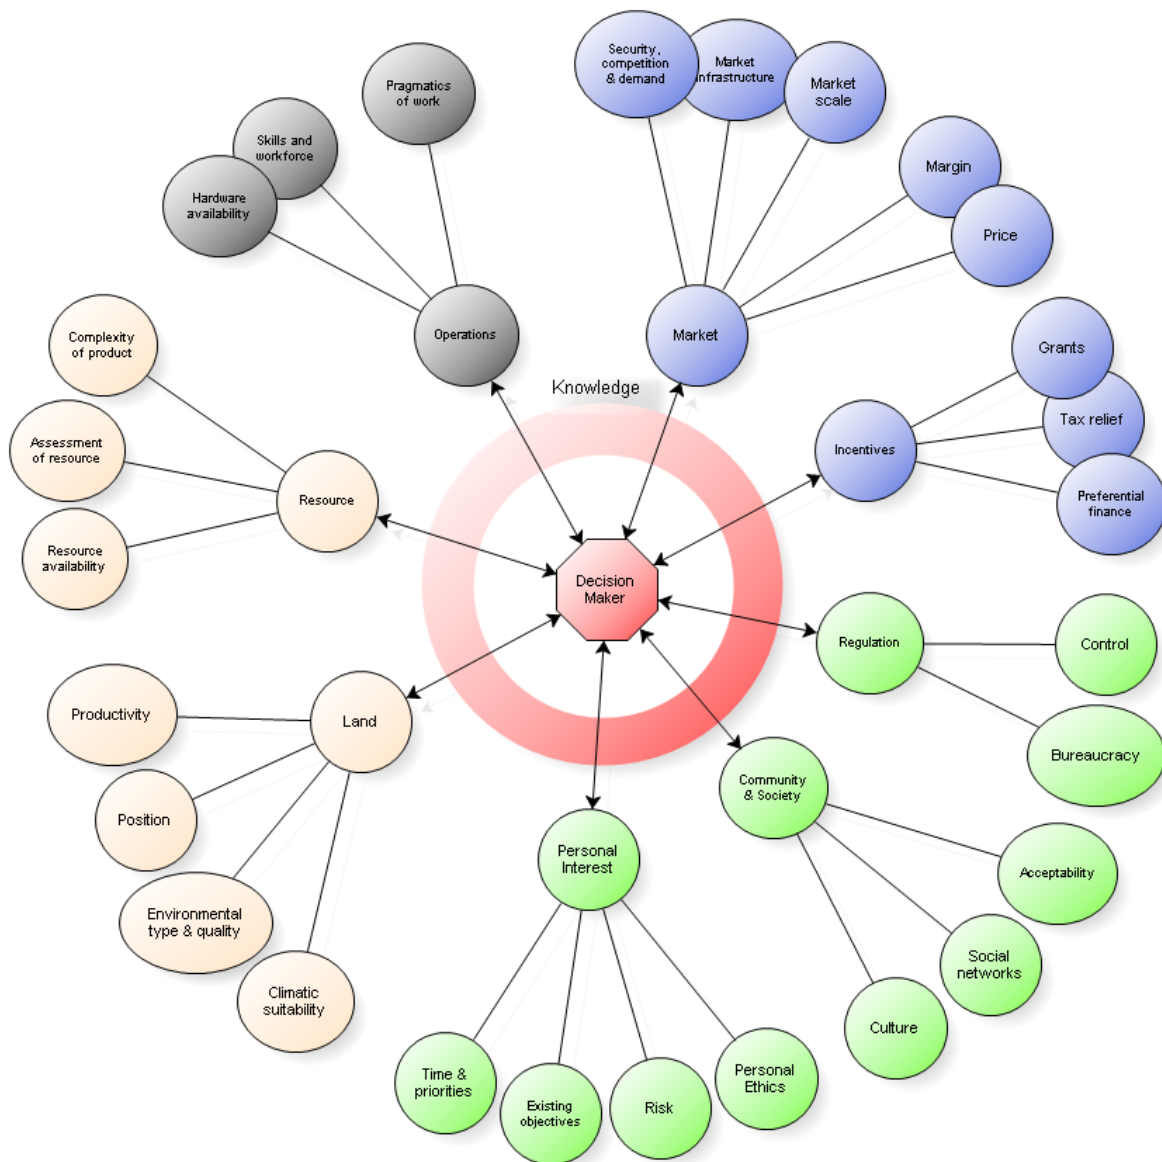 Security,
competition
& demand
Market
infrastructure
Market
scale
Pragmatics
of work
Skills and
workforce
Hardware
availability
Margin
Price
Operations
Market
Knowledge
Complexity
of product
Grants
Tax relief
Preferential
finance
Incentives
Assessment
of resource
Resource
Resource
availability
Decision
Maker
Regulation
Control
Bureaucracy
Productivity
Land
Position
Environmental
type & quality
Climatic
suitability
Community
& Society
Personal
Interest
Acceptability
Social
networks
Culture
Time &
priorities
Existing
objectives
Risk
Personal
Ethics